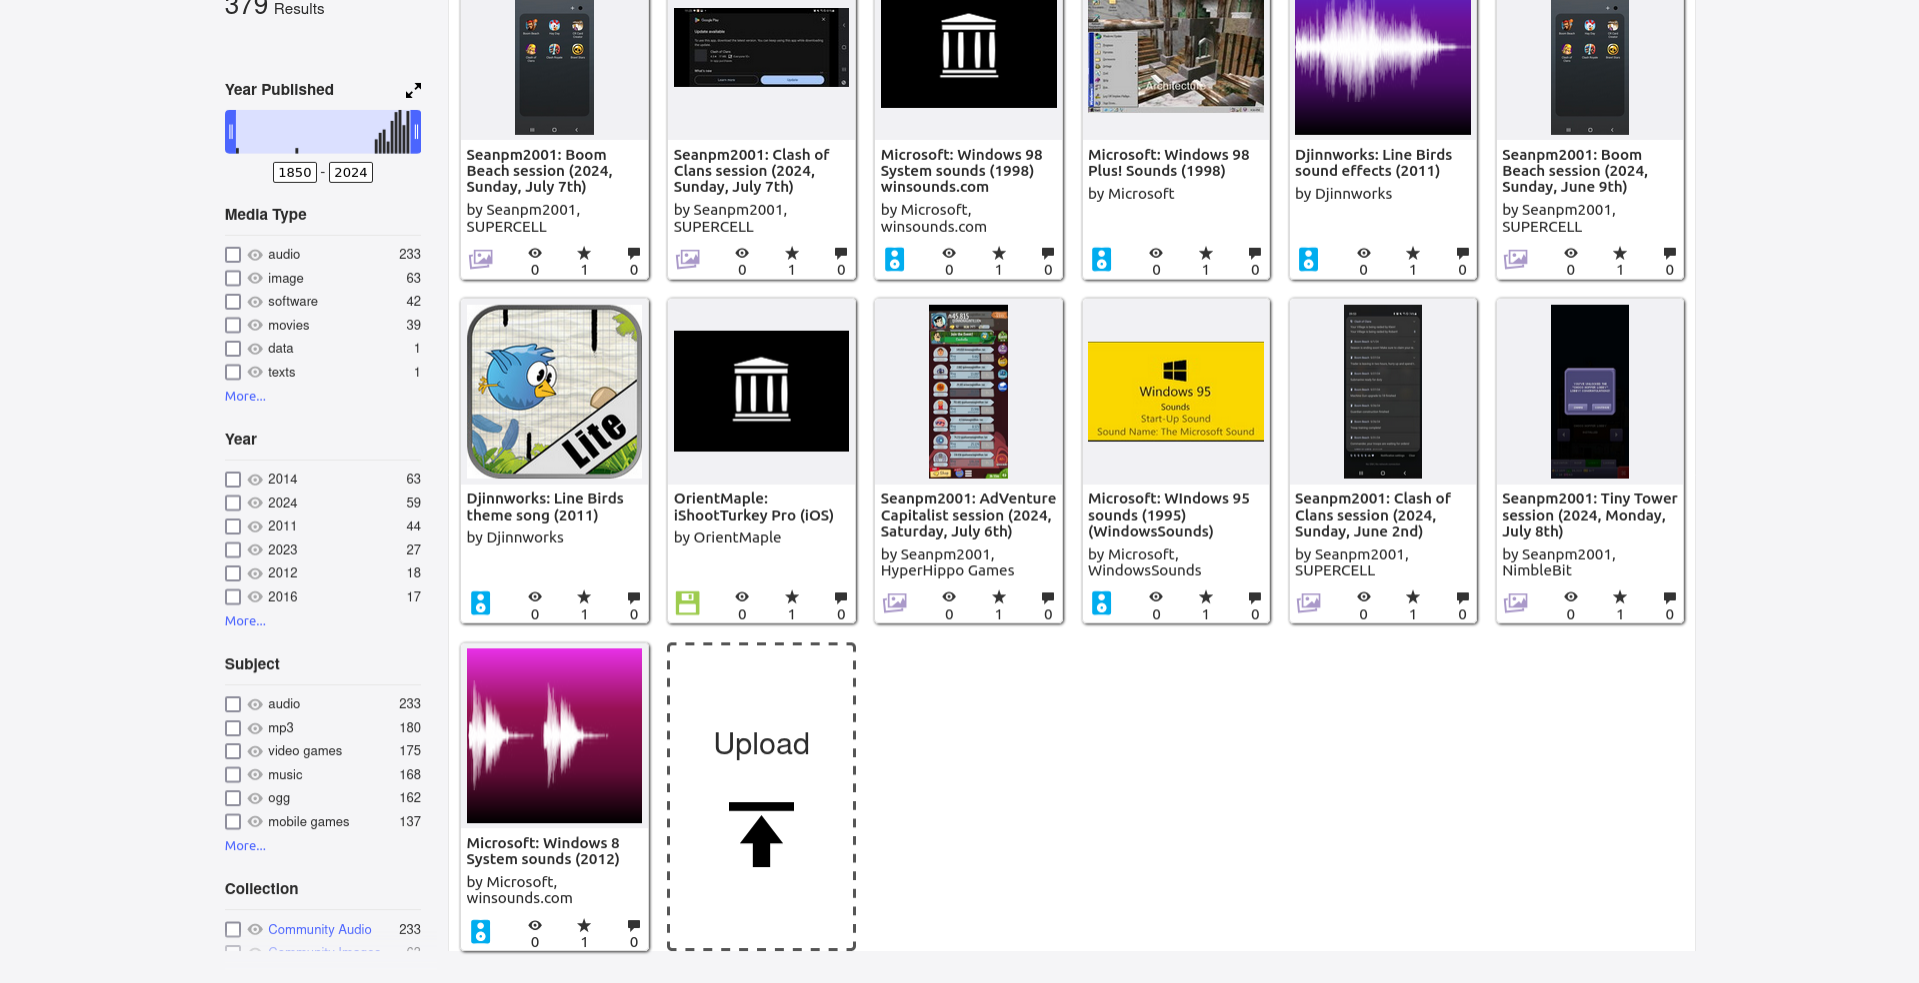 379 Results
Year Published
1850 - 2024
Media Type
audio 233
image 63
software 42
movies 39
data 1
texts 1
More...
Year
2014 63
2024 59
2011 44
2023 27
2012 18
2016 17
More...
Subject
audio 233
mp3 180
video games 175
music 168
ogg 162
mobile games 137
More...
Collection
Community Audio 233
Community Images 63
Seanpm2001: Boom
Beach session (2024,
Sunday, July 7th)
by Seanpm2001,
SUPERCELL
0 1 0
Google Play
Update available
Learn more
Update
Seanpm2001: Clash of
Clans session (2024,
Sunday, July 7th)
by Seanpm2001,
SUPERCELL
0 1 0
Microsoft: Windows 98
System sounds (1998)
winsounds.com
by Microsoft,
winsounds.com
0 1 0
Architecture
Microsoft: Windows 98
Plus! Sounds (1998)
by Microsoft
0 1 0
Djinnworks: Line Birds
sound effects (2011)
by Djinnworks
0 1 0
Seanpm2001: Boom
Beach session (2024,
Sunday, June 9th)
by Seanpm2001,
SUPERCELL
0 1 0
Lite
Djinnworks: Line Birds
theme song (2011)
by Djinnworks
0 1 0
OrientMaple:
iShootTurkey Pro (iOS)
by OrientMaple
0 1 0
Seanpm2001: AdVenture
Capitalist session (2024,
Saturday, July 6th)
by Seanpm2001,
HyperHippo Games
0 1 0
Windows 95
Sounds
Start-Up Sound
Sound Name: The Microsoft Sound
Microsoft: WIndows 95
sounds (1995)
(WindowsSounds)
by Microsoft,
WindowsSounds
0 1 0
Seanpm2001: Clash of
Clans session (2024,
Sunday, June 2nd)
by Seanpm2001,
SUPERCELL
0 1 0
Seanpm2001: Tiny Tower
session (2024, Monday,
July 8th)
by Seanpm2001,
NimbleBit
0 1 0
Microsoft: Windows 8
System sounds (2012)
by Microsoft,
winsounds.com
0 1 0
Upload